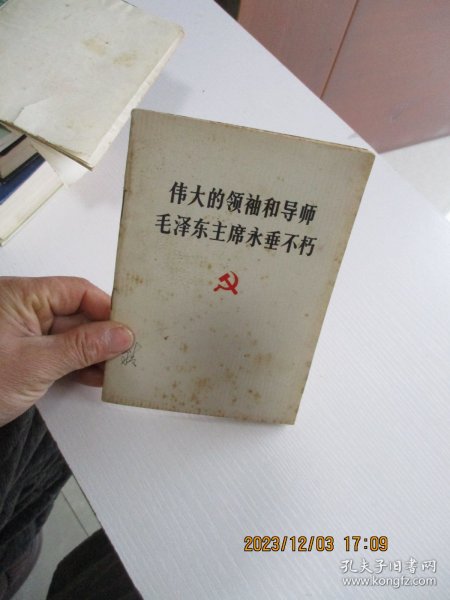 伟大的领袖和导师
毛泽东主席永垂不朽
2023/12/03 17:09
孔夫子旧书网
www.kongfz.com